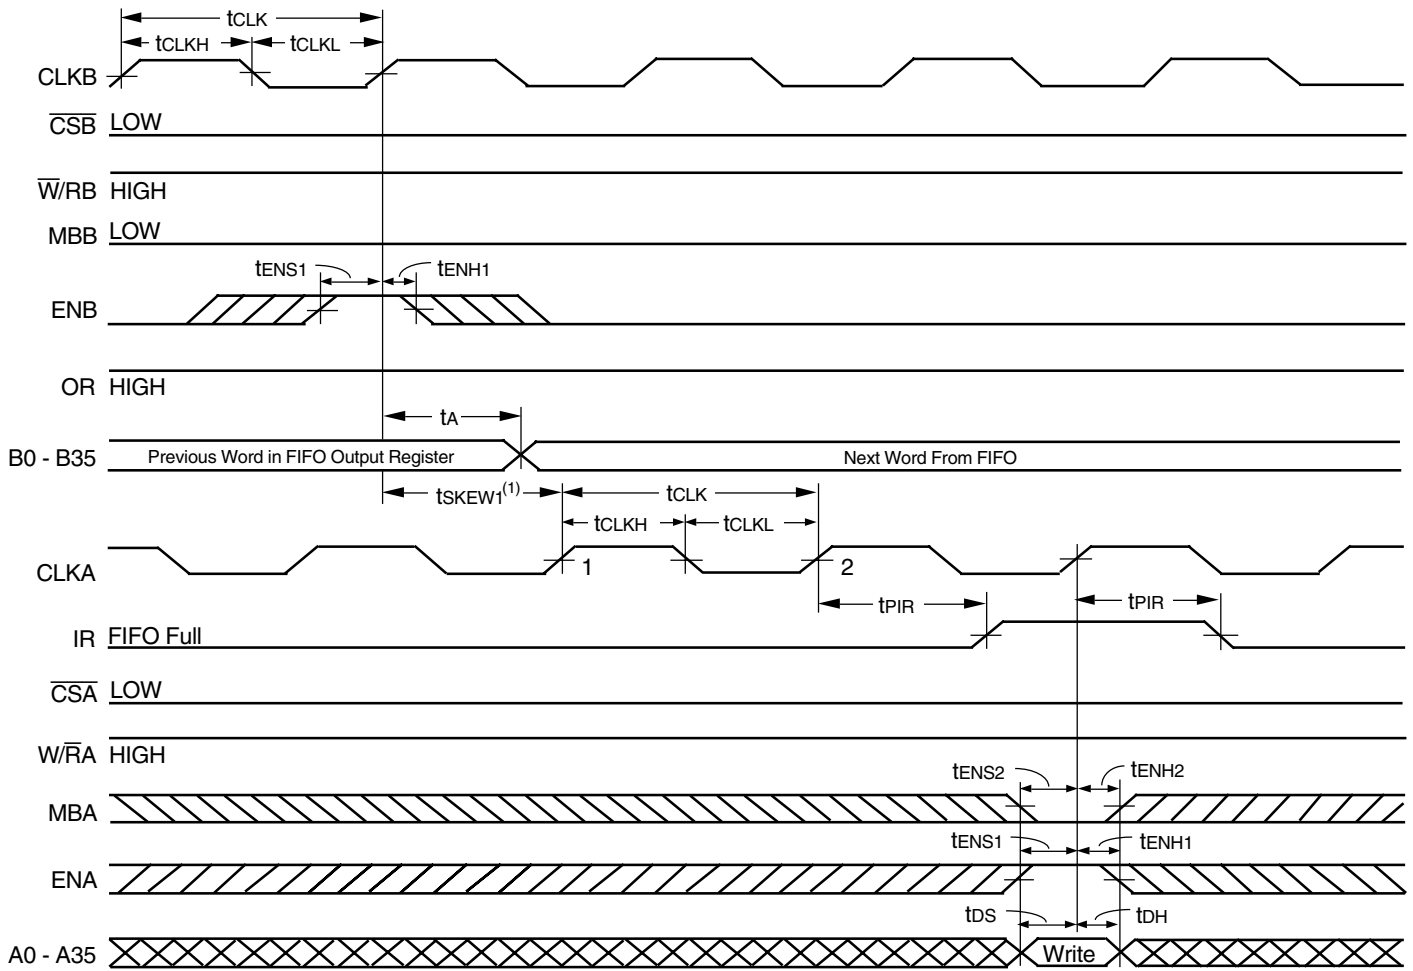 tCLK
tCLKH tCLKL
CLKB
CSB LOW
W/RB HIGH
MBB LOW
tENS1 tENH1
ENB
OR HIGH
tA
B0 - B35 Previous Word in FIFO Output Register Next Word From FIFO
tSKEW1(1) tCLK
tCLKH tCLKL
CLKA 1 2
tPIR tPIR
IR FIFO Full
CSA LOW
W/RA HIGH
tENS2 tENH2
MBA
tENS1 tENH1
ENA
tDS tDH
A0 - A35 Write